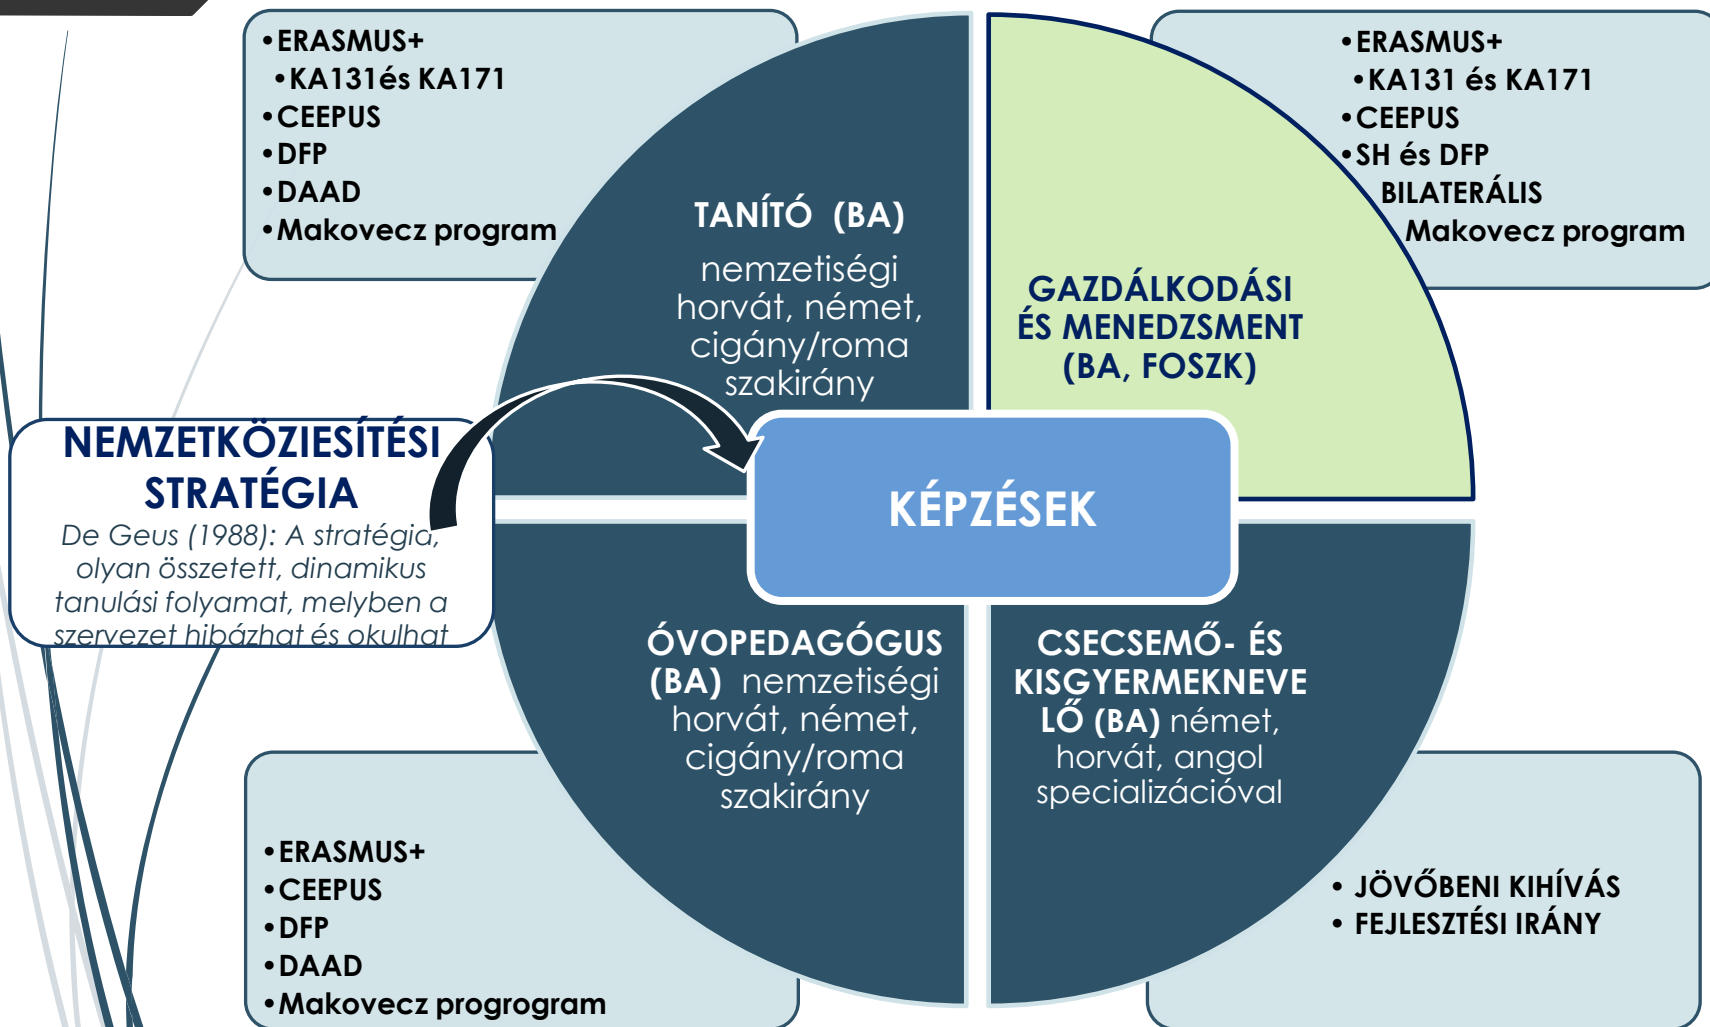 •ERASMUS+
•KA131és KA171
•CEEPUS
•DFP
•DAAD
•Makovecz program
TANÍTÓ (BA)
nemzetiségi
horvát, német,
cigány/roma
szakirány
GAZDÁLKODÁSI
ÉS MENEDZSMENT
(BA, FOSZK)
•ERASMUS+
•KA131 és KA171
•CEEPUS
•SH és DFP
BILATERÁLIS
Makovecz program
NEMZETKÖZIESÍTÉSI
STRATÉGIA
De Geus (1988): A stratégia,
olyan összetett, dinamikus
tanulási folyamat, melyben a
szervezet hibázhat és okulhat
KÉPZÉSEK
ÓVOPEDAGÓGUS
(BA) nemzetiségi
horvát, német,
cigány/roma
szakirány
CSECSEMŐ- ÉS
KISGYERMEKNEVE
LŐ (BA) német,
horvát, angol
specializációval
•ERASMUS+
•CEEPUS
•DFP
•DAAD
•Makovecz progrogram
• JÖVŐBENI KIHÍVÁS
• FEJLESZTÉSI IRÁNY